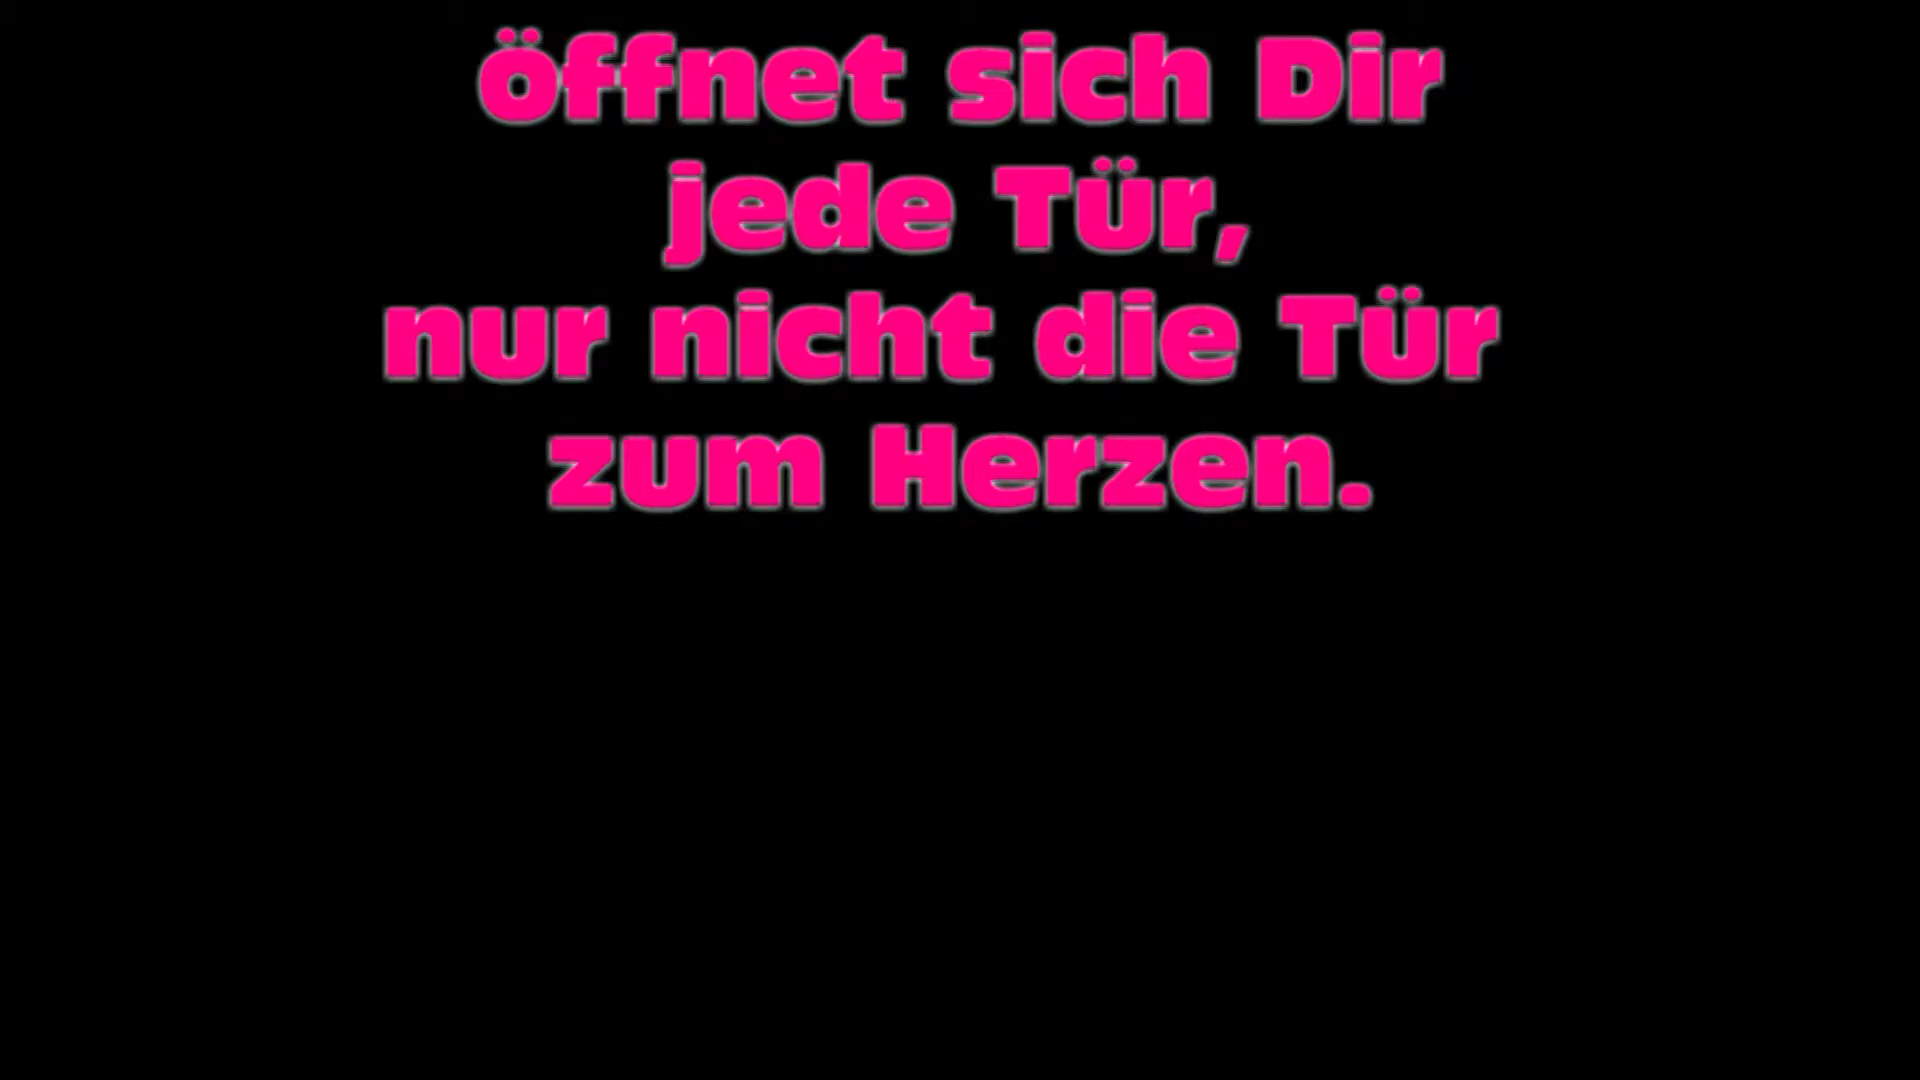 öffnet sich Dir
jede Tür,
nur nicht die Tür
zum Herzen.